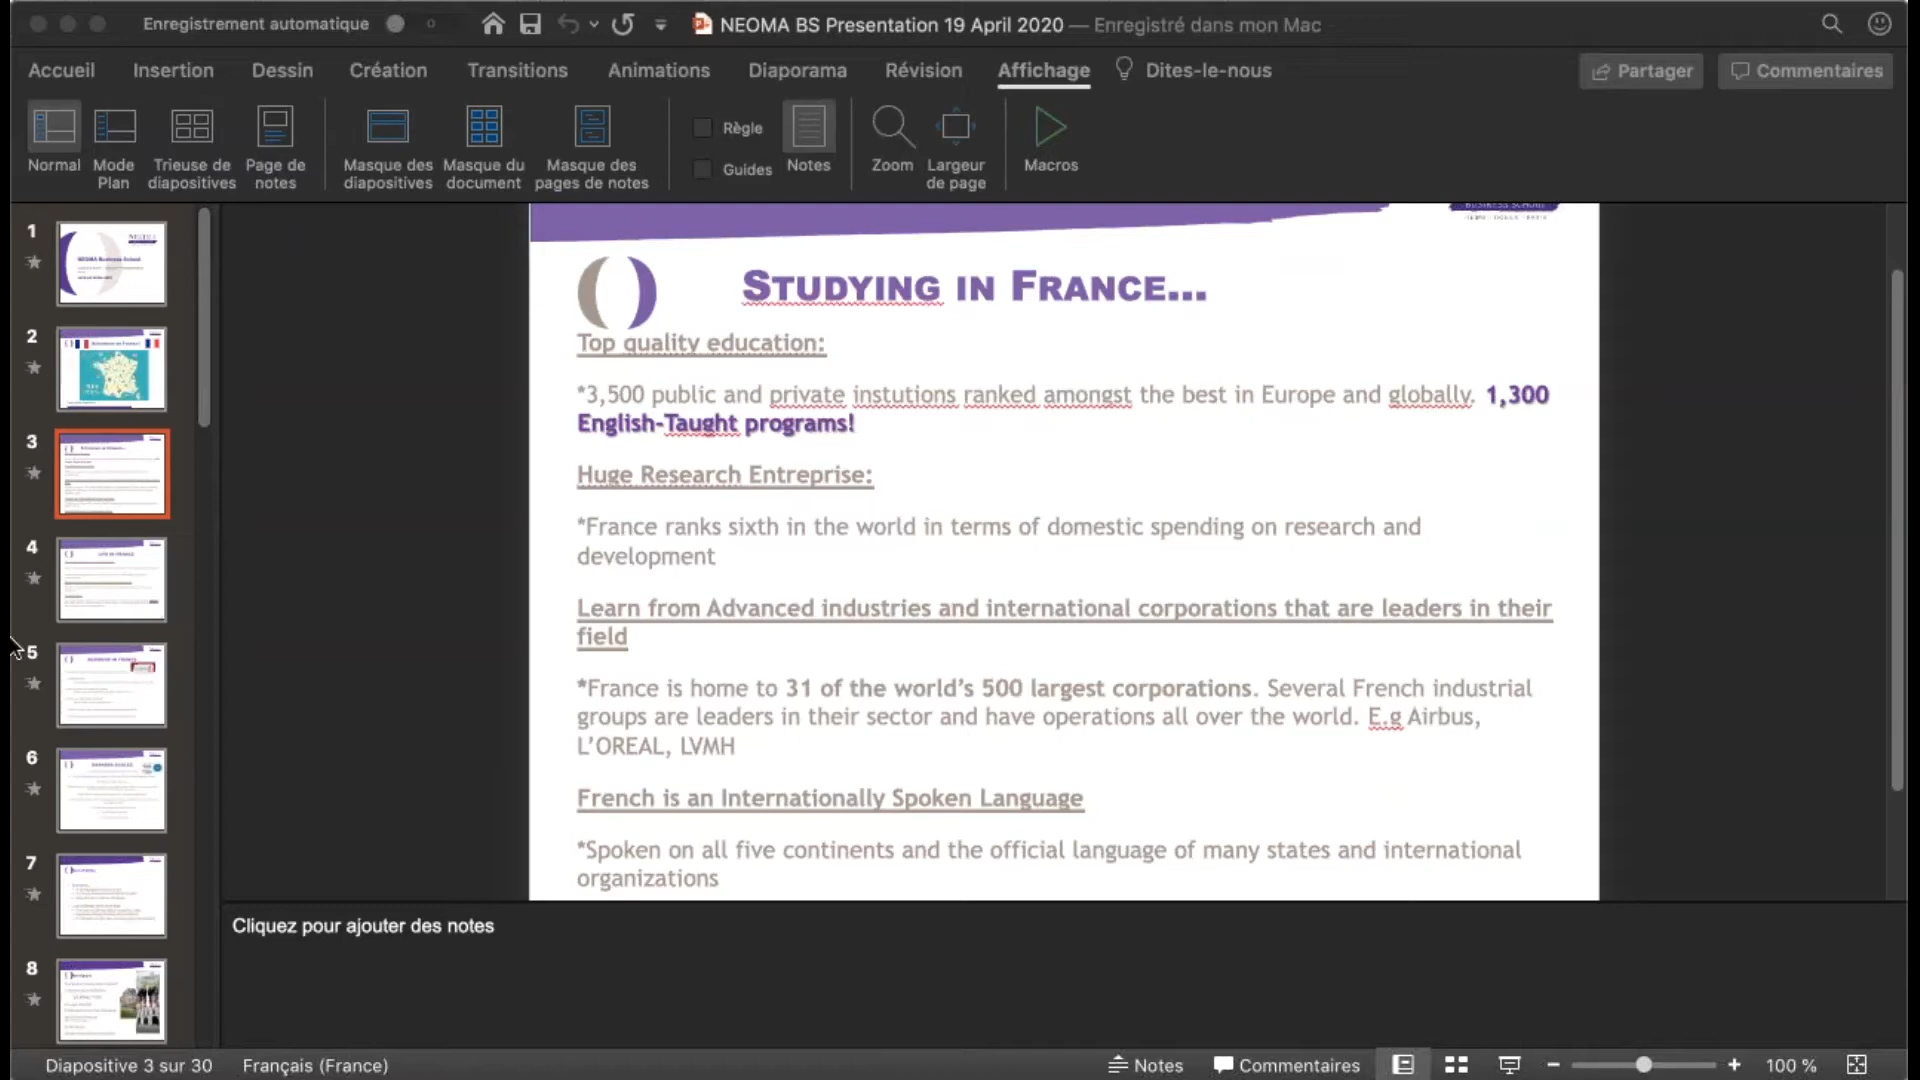 Enregistrement automatique
NEOMA BS Presentation 19 April 2020 — Enregistré dans mon Mac
Accueil Insertion Dessin Création Transitions Animations Diaporama Révision Affichage Dites-le-nous Partager Commentaires
Règle
Guides
Normal Mode Plan Trieuse de diapositives Page de notes Masque des diapositives Masque du document Masque des pages de notes Notes Zoom Largeur de page Macros
1
2
3
4
5
6
7
8
BUSINESS SCHOOL
STUDYING IN FRANCE...
Top quality education:
*3,500 public and private instutions ranked amongst the best in Europe and globally. 1,300
English-Taught programs!
Huge Research Entreprise:
*France ranks sixth in the world in terms of domestic spending on research and
development
Learn from Advanced industries and international corporations that are leaders in their
field
*France is home to 31 of the world's 500 largest corporations. Several French industrial
groups are leaders in their sector and have operations all over the world. E.g Airbus,
L'OREAL, LVMH
French is an Internationally Spoken Language
*Spoken on all five continents and the official language of many states and international
organizations
Cliquez pour ajouter des notes
Diapositive 3 sur 30 Français (France) Notes Commentaires 100 %